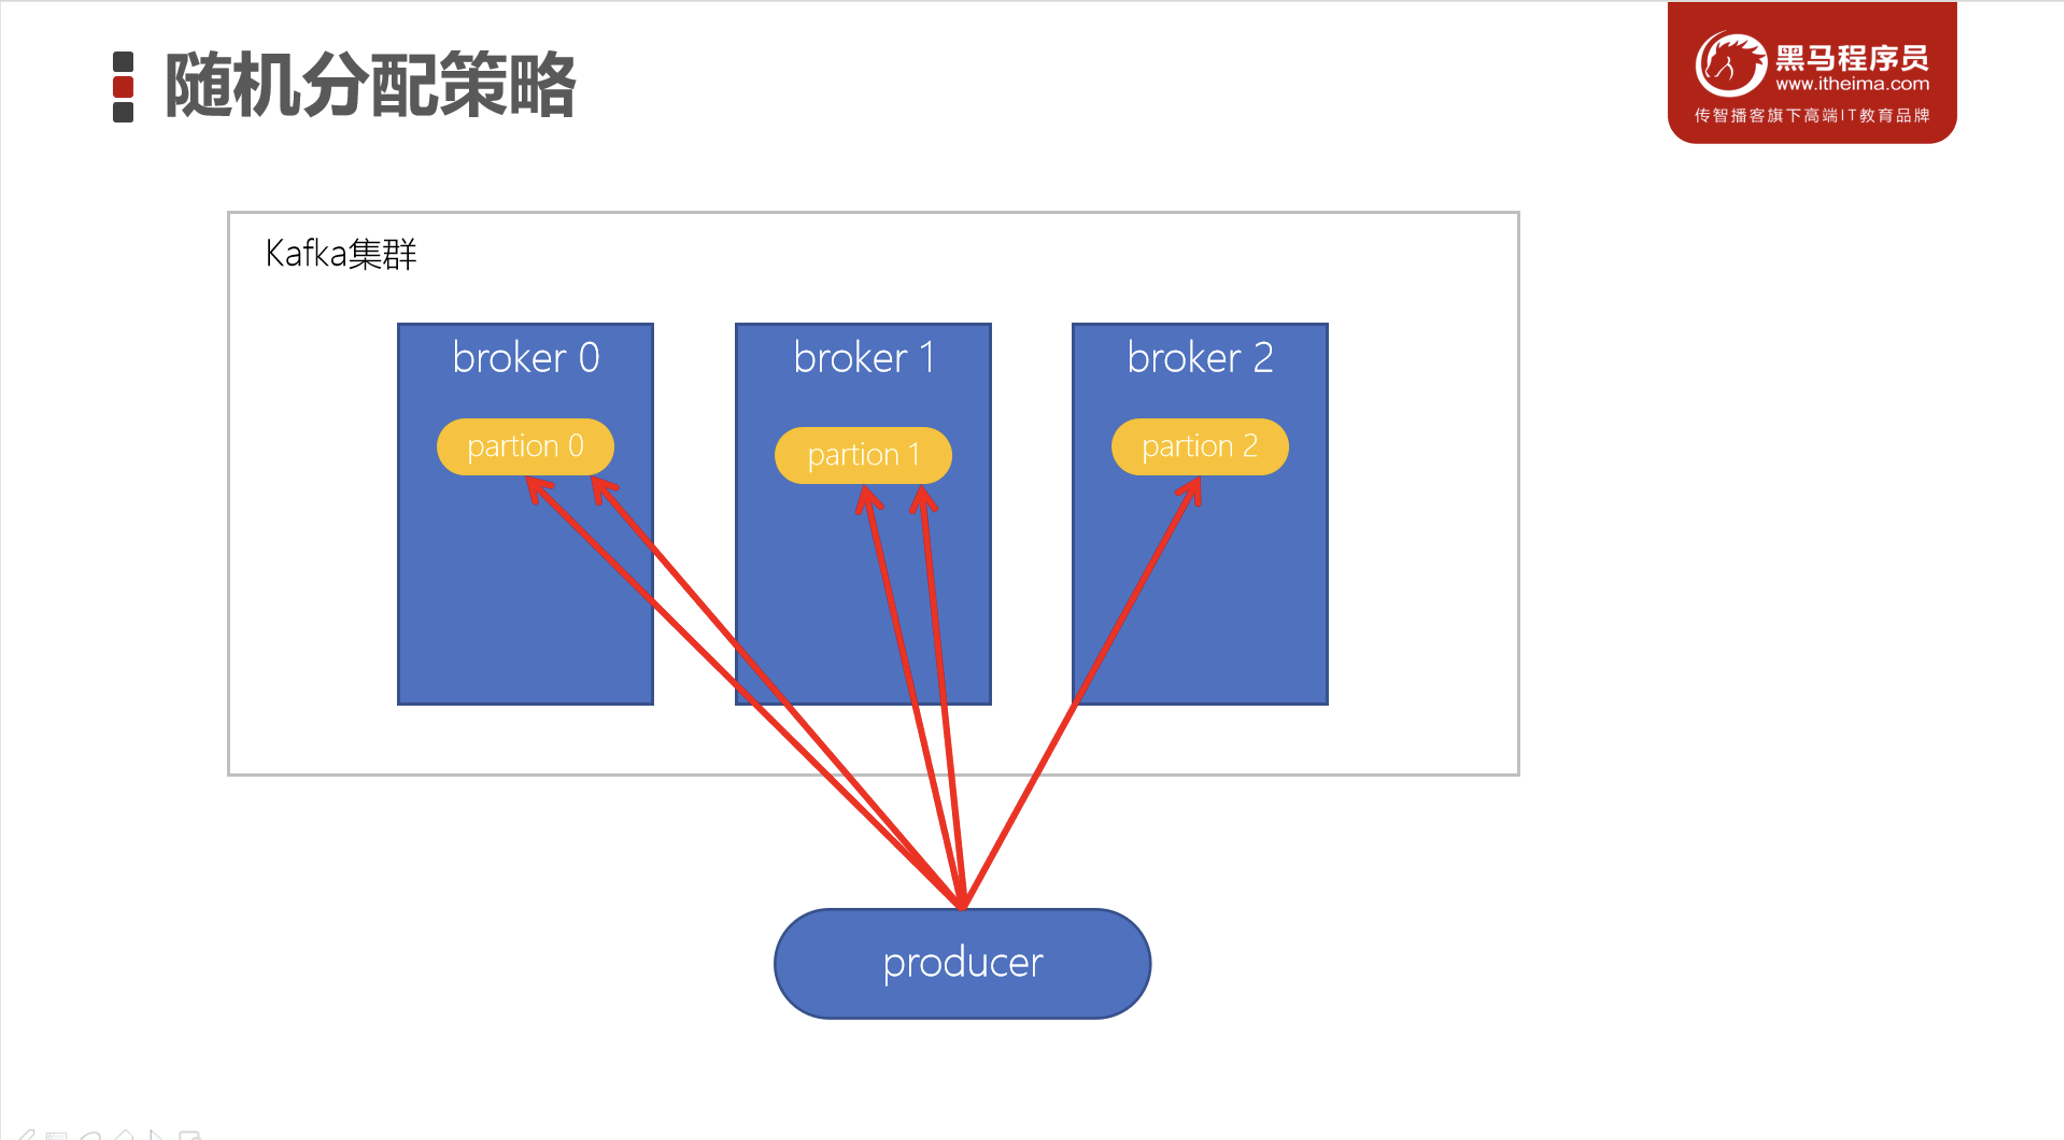 随机分配策略
黑马程序员
www.itheima.com
传智播客旗下高端IT教育品牌
Kafka集群
broker 0
broker 1
broker 2
partion 0
partion 1
partion 2
producer